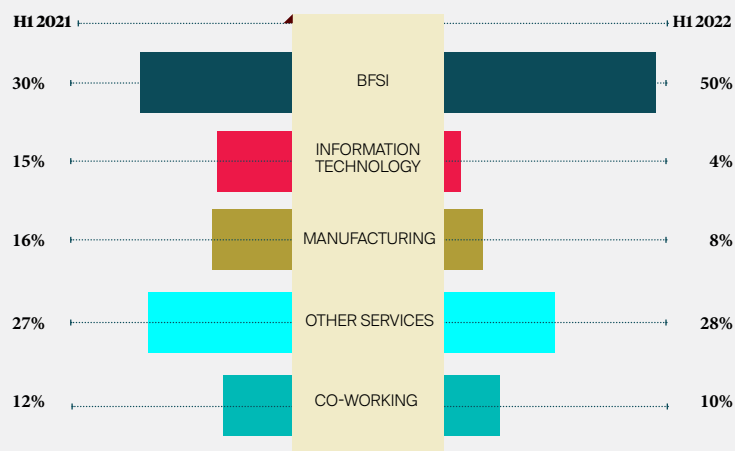 H1 2021
H1 2022
30%
BFSI
50%
15%
INFORMATION
TECHNOLOGY
4%
16%
MANUFACTURING
8%
27%
OTHER SERVICES
28%
12%
CO-WORKING
10%